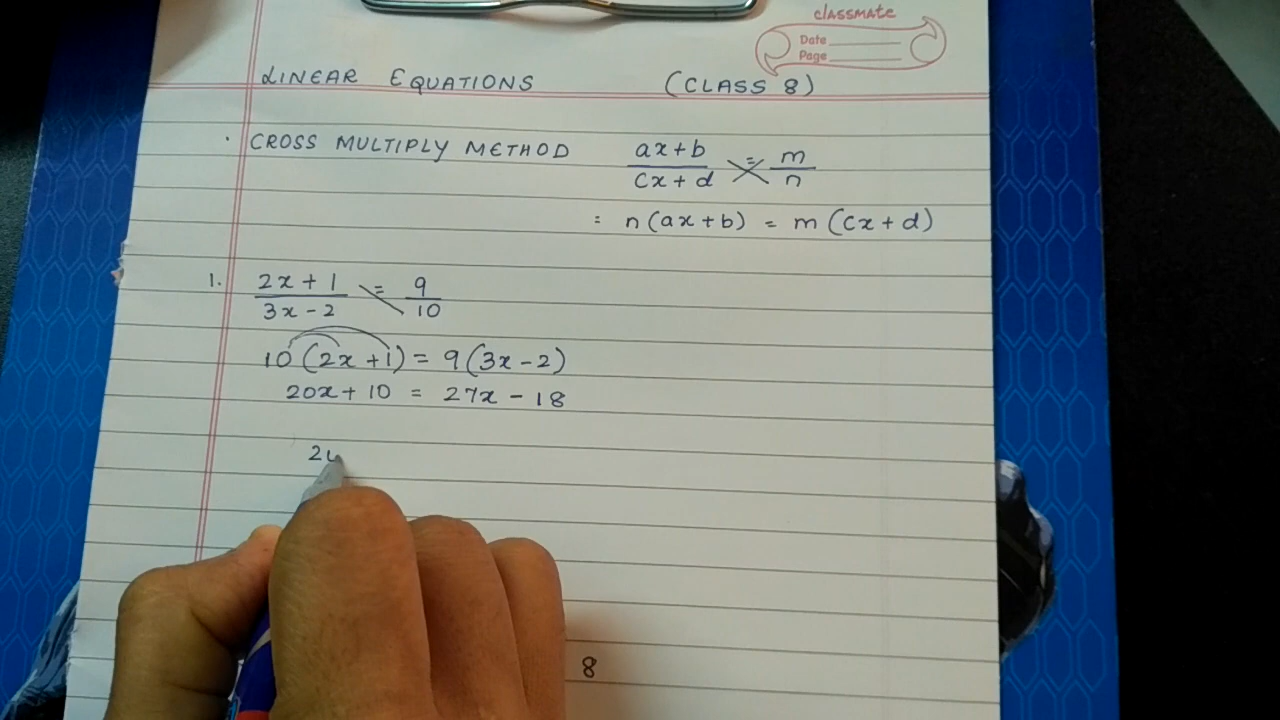 classmate
Date
Page
LINEAR EQUATIONS (CLASS 8)
· CROSS MULTIPLY METHOD ax+b / cx+d = m / n
= n(ax+b) = m(cx+d)
1. 2x+1 / 3x-2 = 9 / 10
10(2x+1) = 9(3x-2)
20x+10 = 27x-18
8